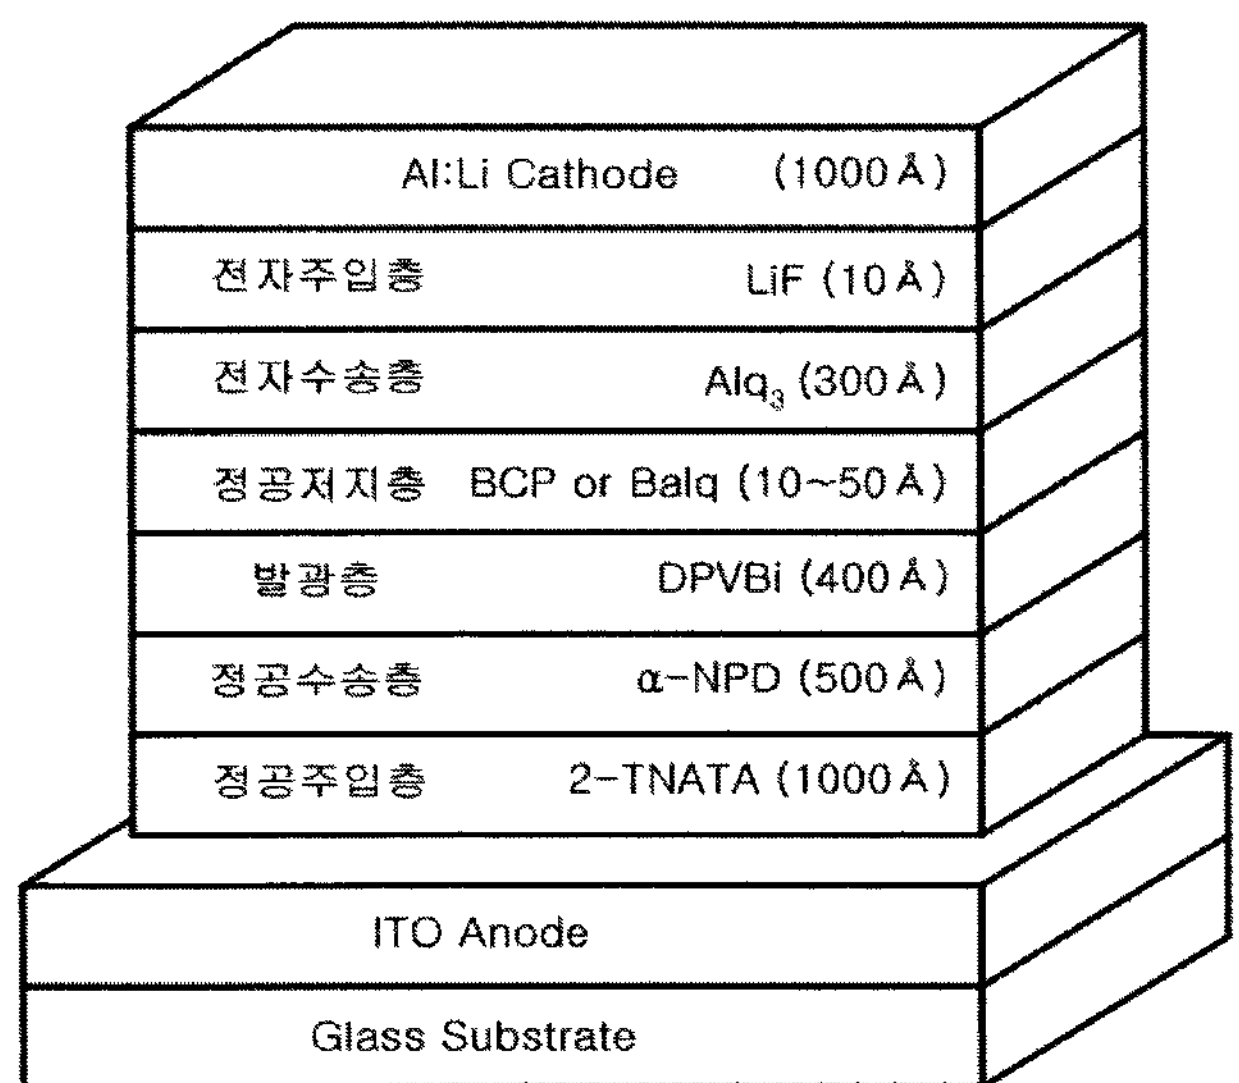 Al:Li Cathode (1000Å)
전자주입층 LiF (10Å)
전자수송층 Alq₃ (300Å)
정공저지층 BCP or Balq (10~50Å)
발광층 DPVBi (400Å)
정공수송층 α-NPD (500Å)
정공주입층 2-TNATA (1000Å)
ITO Anode
Glass Substrate